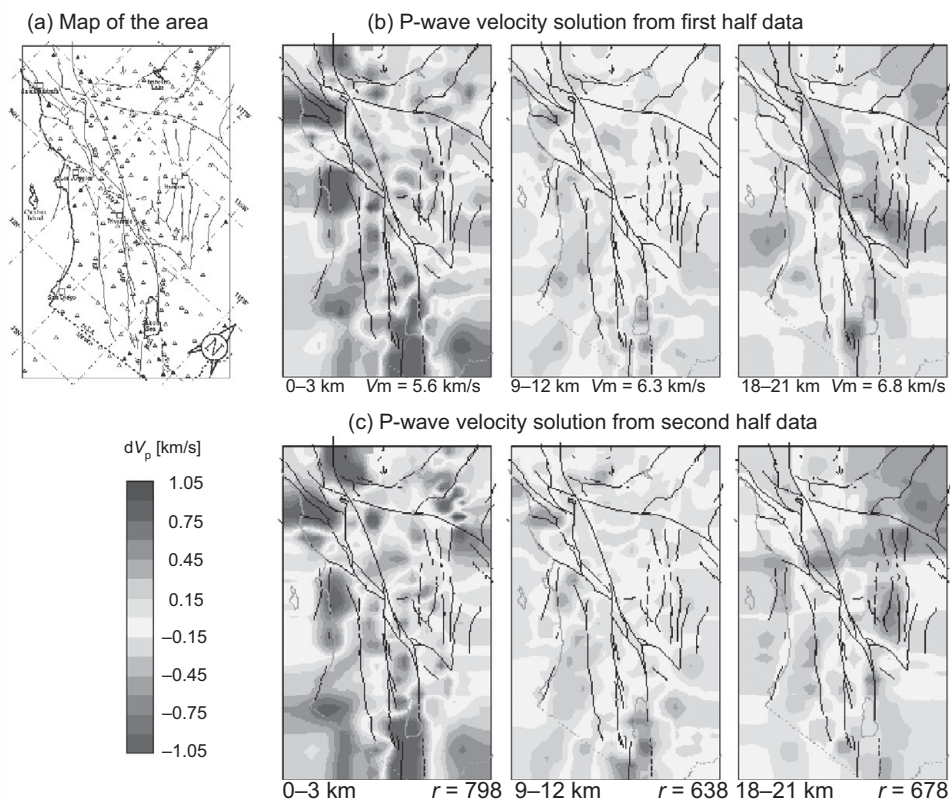 (a) Map of the area
(b) P-wave velocity solution from first half data
0–3 km Vm = 5.6 km/s
9–12 km Vm = 6.3 km/s
18–21 km Vm = 6.8 km/s
(c) P-wave velocity solution from second half data
dVp [km/s]
1.05
0.75
0.45
0.15
–0.15
–0.45
–0.75
–1.05
0–3 km r = 798
9–12 km r = 638
18–21 km r = 678
N